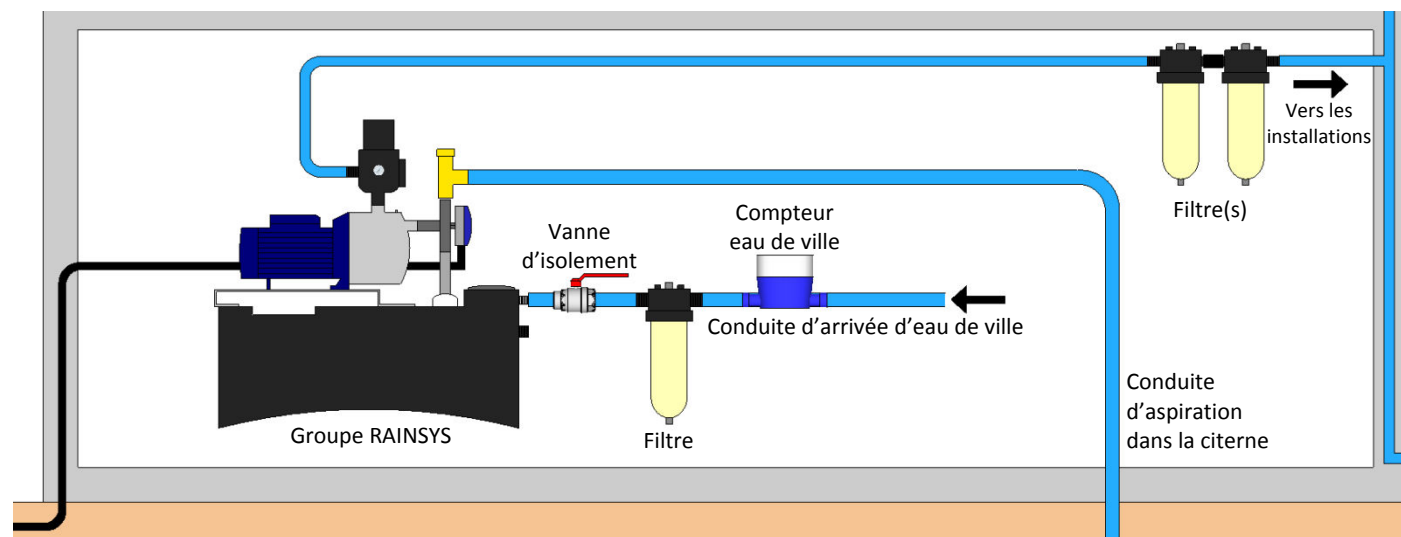 Vers les
installations
Filtre(s)
Compteur
eau de ville
Vanne
d’isolement
Conduite d’arrivée d’eau de ville
Conduite
d’aspiration
dans la citerne
Groupe RAINSYS
Filtre